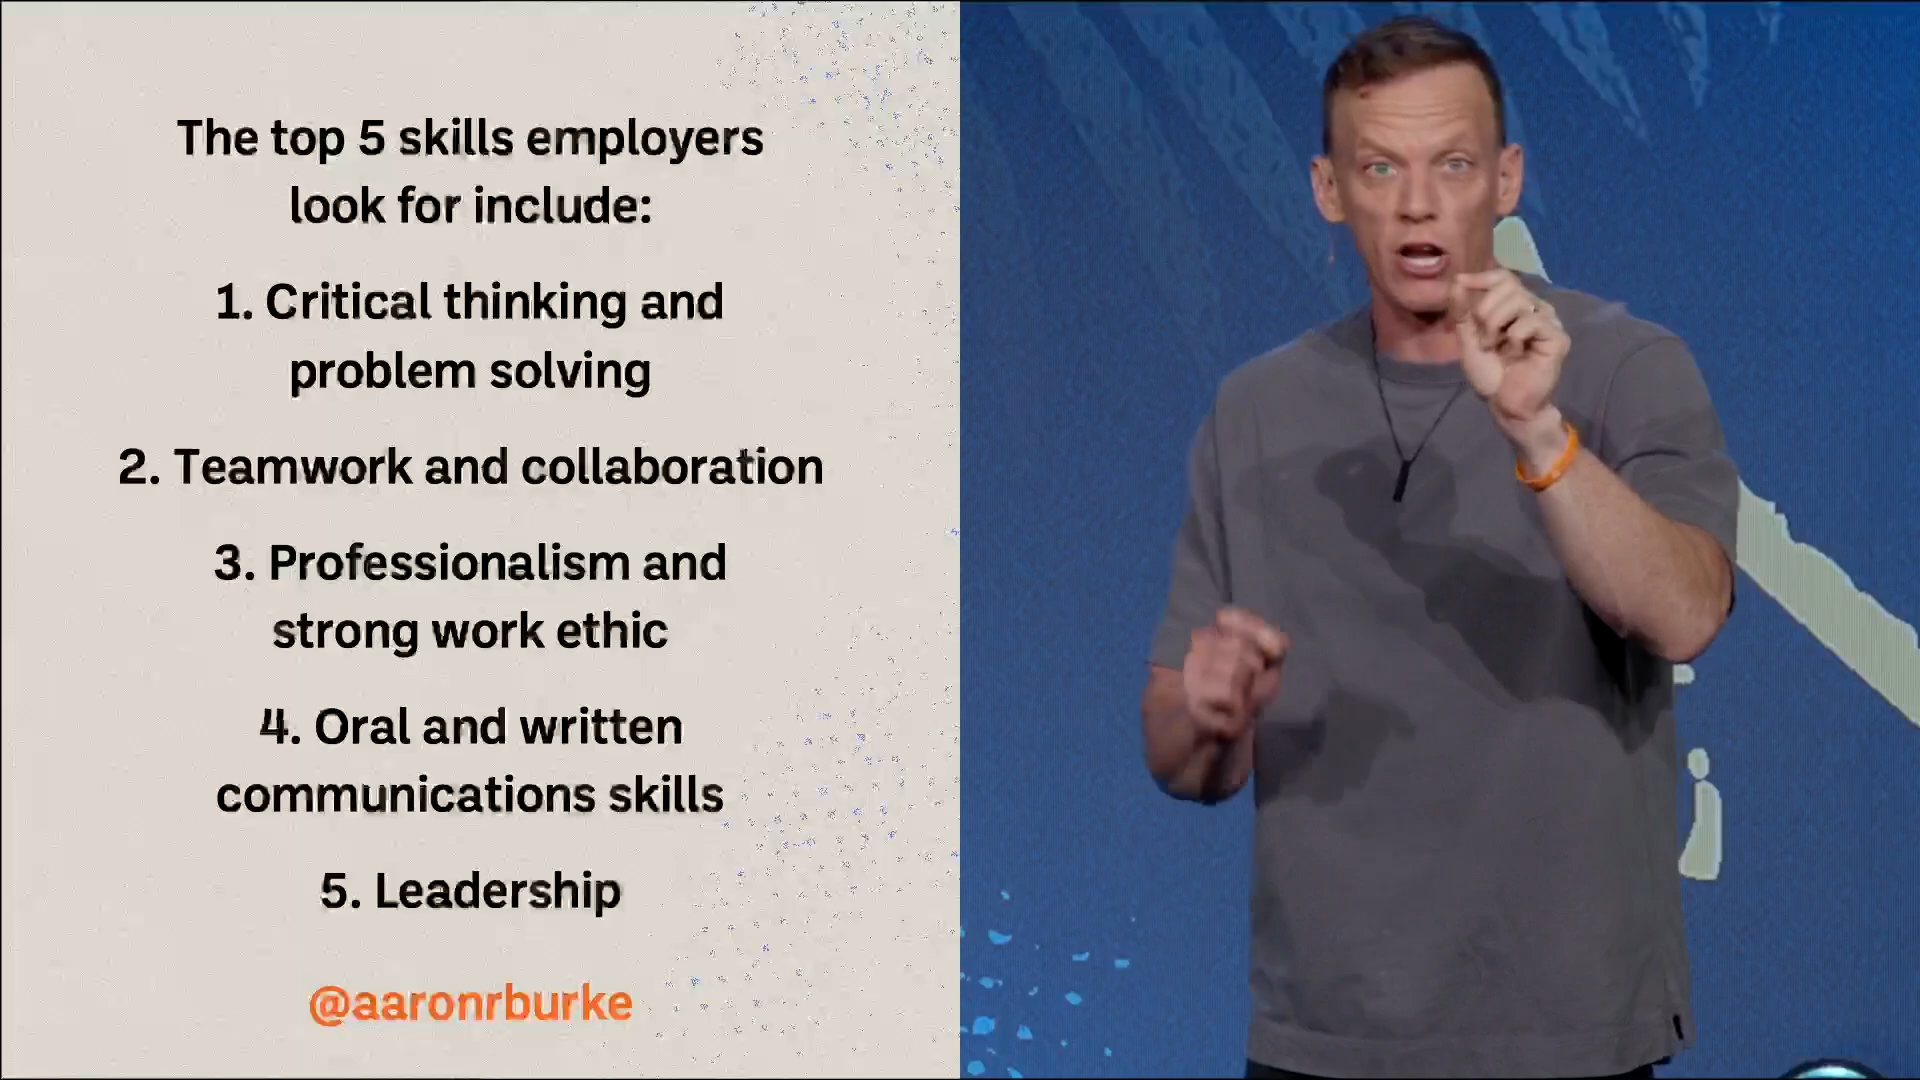 The top 5 skills employers
look for include:
1. Critical thinking and
problem solving
2. Teamwork and collaboration
3. Professionalism and
strong work ethic
4. Oral and written
communications skills
5. Leadership
@aaronrburke